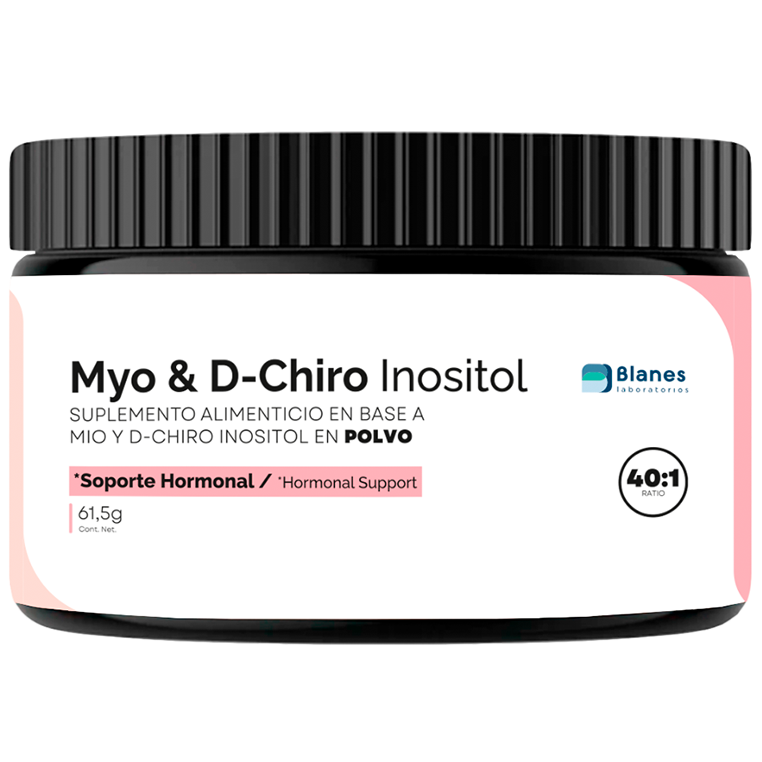 Myo & D-Chiro Inositol
SUPLEMENTO ALIMENTICIO EN BASE A
MIO Y D-CHIRO INOSITOL EN POLVO
*Soporte Hormonal / *Hormonal Support
61,5g
Cont. Net.
Blanes
laboratorios
40:1
RATIO